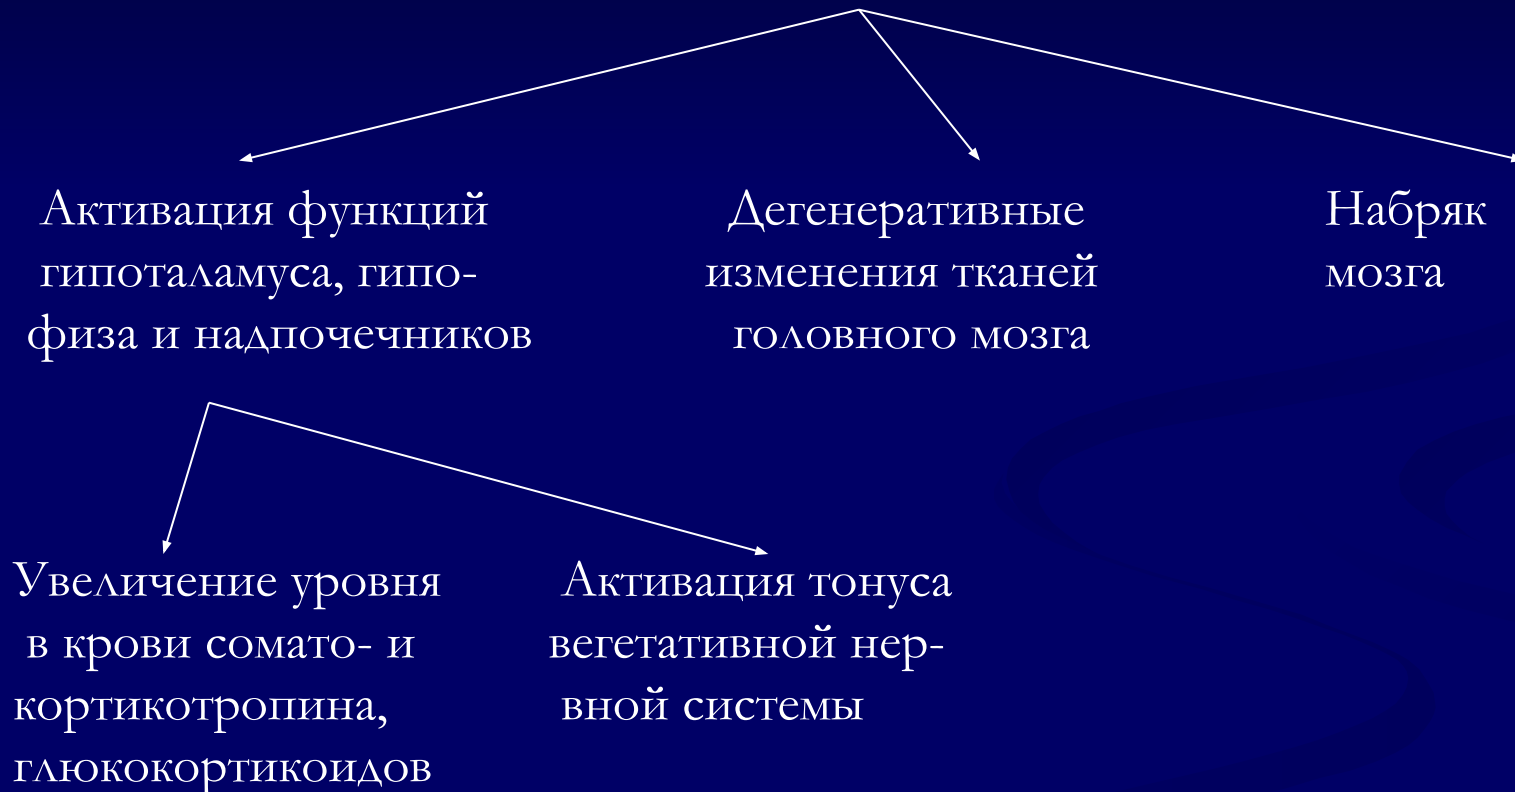 Активация функций
гипоталамуса, гипо-
физа и надпочечников
Дегенеративные
изменения тканей
головного мозга
Набряк
мозга
Увеличение уровня
в крови сомато- и
кортикотропина,
глюкокортикоидов
Активация тонуса
вегетативной нер-
вной системы